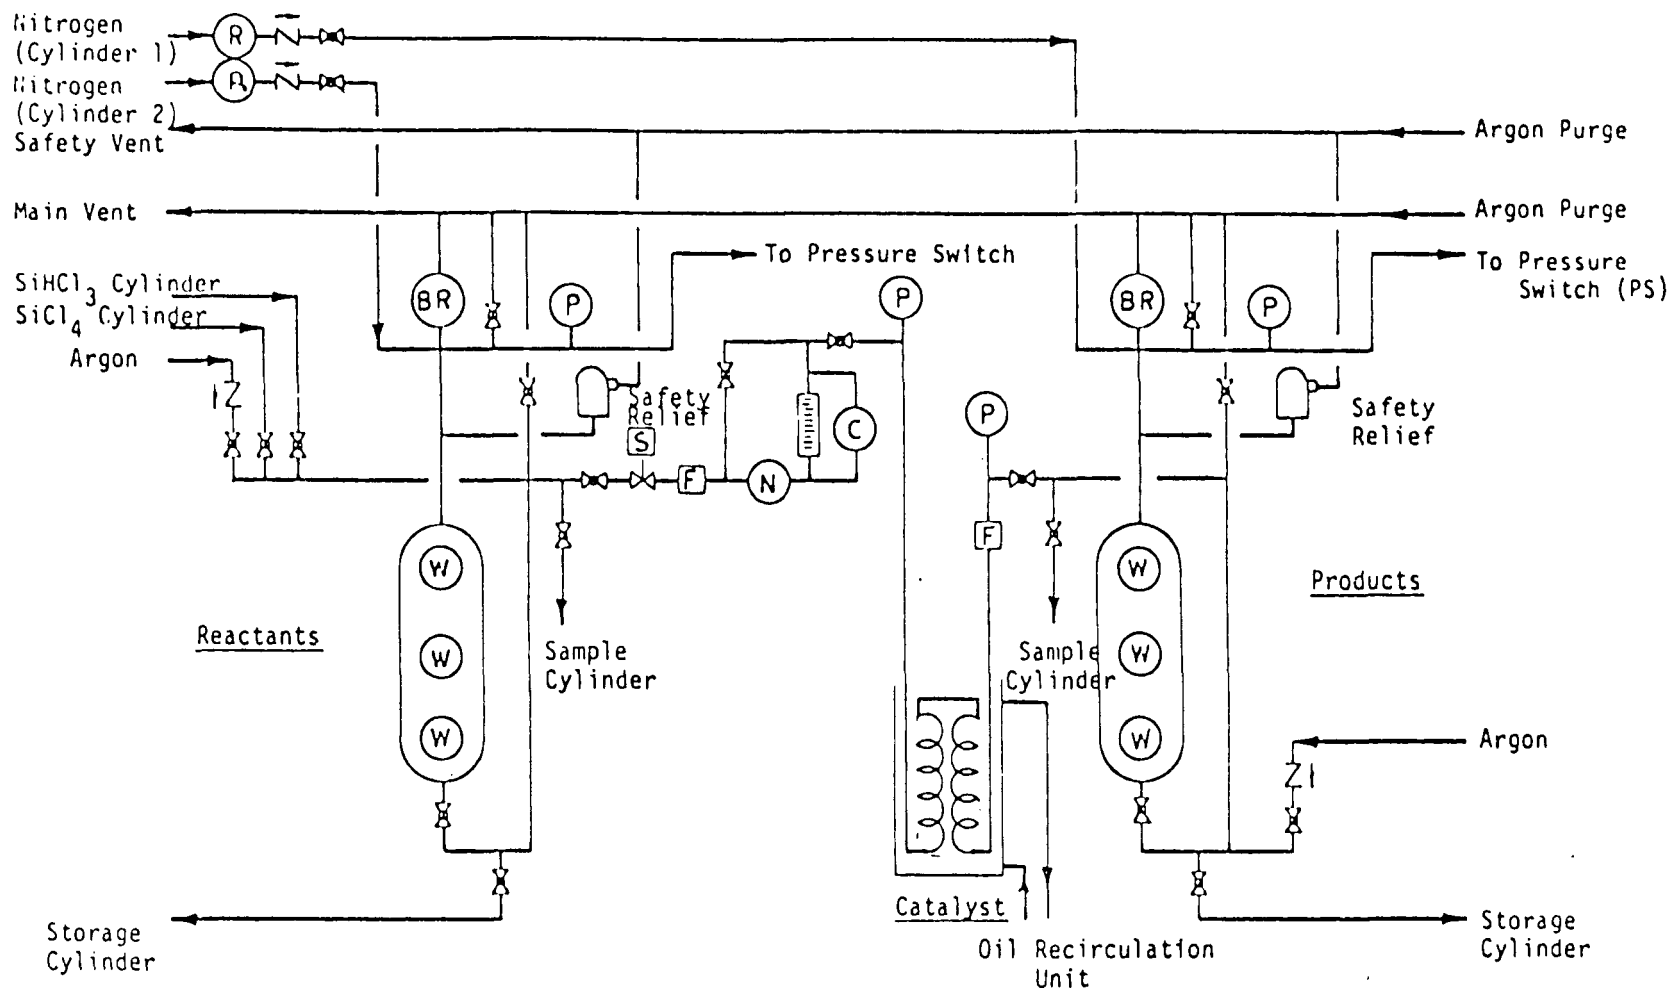 Nitrogen
(Cylinder 1)
R
Nitrogen
(Cylinder 2)
R
Safety Vent
Argon Purge
Main Vent
Argon Purge
To Pressure Switch
To Pressure
Switch (PS)
SiHCl3 Cylinder
SiCl4 Cylinder
Argon
BR
P
P
BR
P
Safety
Relief
S
F
N
C
P
F
Safety
Relief
W
W
W
Reactants
Sample
Cylinder
Sample
Cylinder
W
W
W
Products
Argon
Catalyst
Oil Recirculation
Unit
Storage
Cylinder
Storage
Cylinder